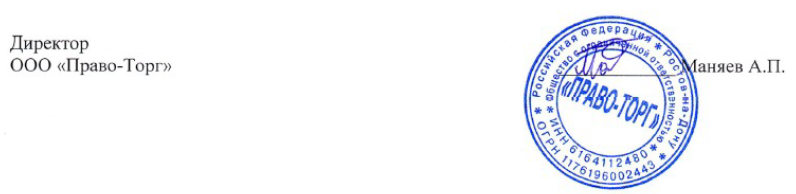 Директор
ООО «Право-Торг»
Маняев А.П.
* Российская Федерация * Ростов-на-Дону *
* Общество с ограниченной ответственностью *
«ПРАВО-ТОРГ»
ИНН 6164112480
ОГРН 1176196002443